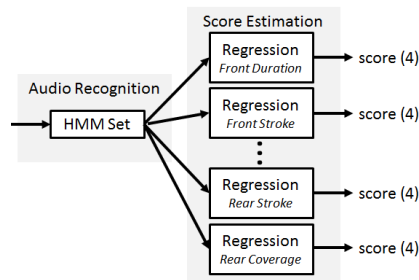 Score Estimation
Regression
Front Duration
score (4)
Audio Recognition
HMM Set
Regression
Front Stroke
score (4)
Regression
Rear Stroke
score (4)
Regression
Rear Coverage
score (4)